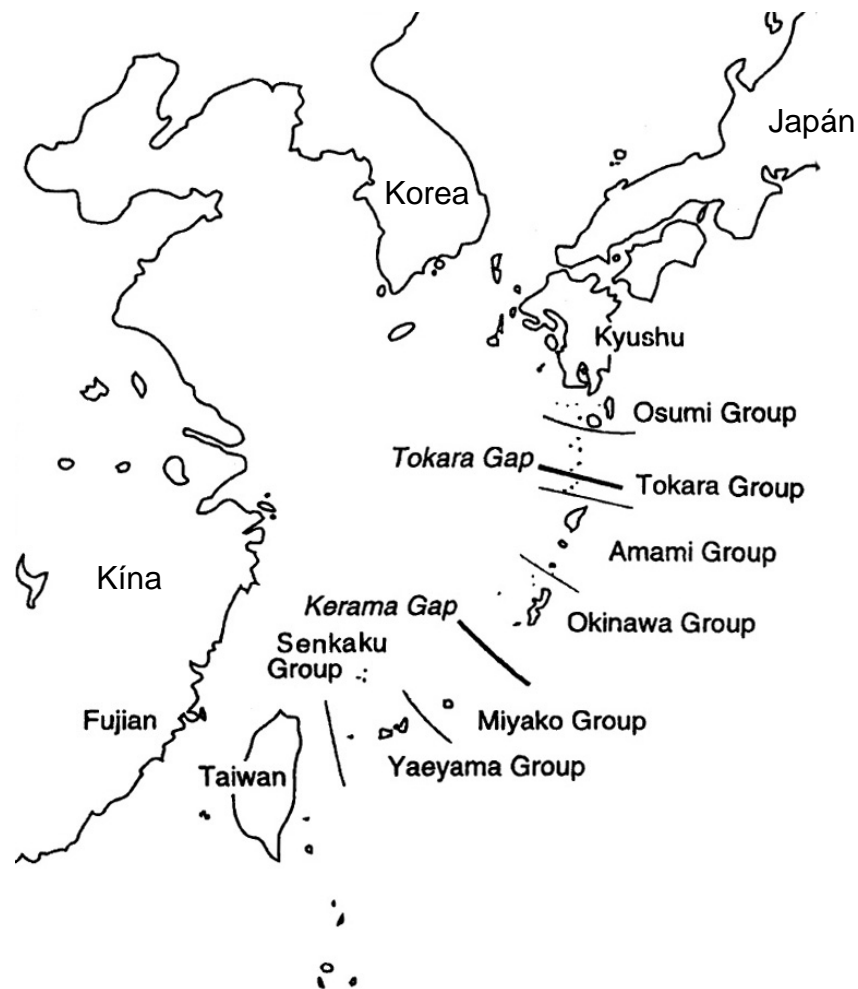 Japán
Korea
Kyushu
Osumi Group
Tokara Gap
Tokara Group
Amami Group
Kína
Kerama Gap
Okinawa Group
Senkaku
Group
Fujian
Miyako Group
Yaeyama Group
Taiwan